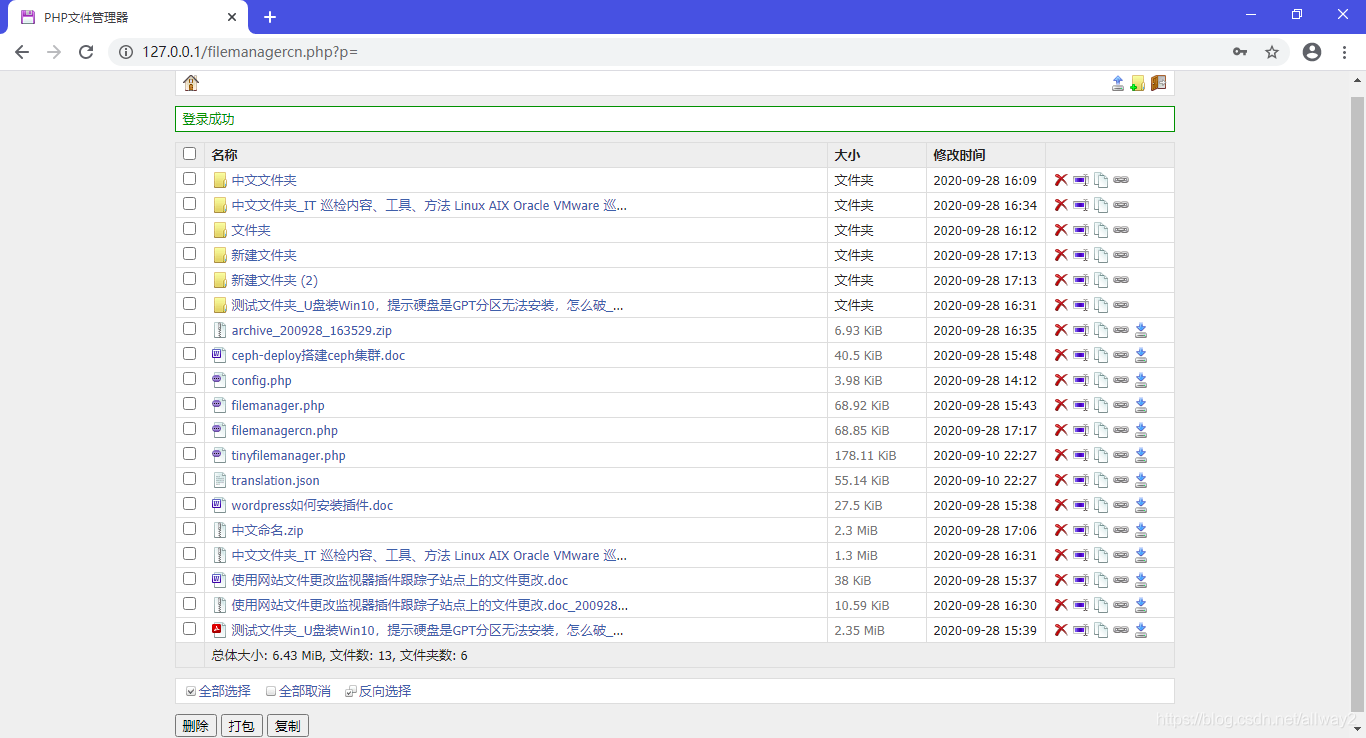 PHP文件管理器
127.0.0.1/filemanagercn.php?p=
登录成功
名称 大小 修改时间
中文文件夹 文件夹 2020-09-28 16:09
中文文件夹_IT 巡检内容、工具、方法 Linux AIX Oracle VMware 巡... 文件夹 2020-09-28 16:34
文件夹 文件夹 2020-09-28 16:12
新建文件夹 文件夹 2020-09-28 17:13
新建文件夹 (2) 文件夹 2020-09-28 17:13
测试文件夹_U盘装Win10，提示硬盘是GPT分区无法安装，怎么破_... 文件夹 2020-09-28 16:31
archive_200928_163529.zip 6.93 KiB 2020-09-28 16:35
ceph-deploy搭建ceph集群.doc 40.5 KiB 2020-09-28 15:48
config.php 3.98 KiB 2020-09-28 14:12
filemanager.php 68.92 KiB 2020-09-28 15:43
filemanagercn.php 68.85 KiB 2020-09-28 17:17
tinyfilemanager.php 178.11 KiB 2020-09-10 22:27
translation.json 55.14 KiB 2020-09-10 22:27
wordpress如何安装插件.doc 27.5 KiB 2020-09-28 15:38
中文命名.zip 2.3 MiB 2020-09-28 17:06
中文文件夹_IT 巡检内容、工具、方法 Linux AIX Oracle VMware 巡... 1.3 MiB 2020-09-28 16:31
使用网站文件更改监视器插件跟踪子站点上的文件更改.doc 38 KiB 2020-09-28 15:37
使用网站文件更改监视器插件跟踪子站点上的文件更改.doc_200928... 10.59 KiB 2020-09-28 16:30
测试文件夹_U盘装Win10，提示硬盘是GPT分区无法安装，怎么破_... 2.35 MiB 2020-09-28 15:39
总体大小: 6.43 MiB, 文件数: 13, 文件夹数: 6
全部选择 全部取消 反向选择
删除 打包 复制
https://blog.csdn.net/allway2